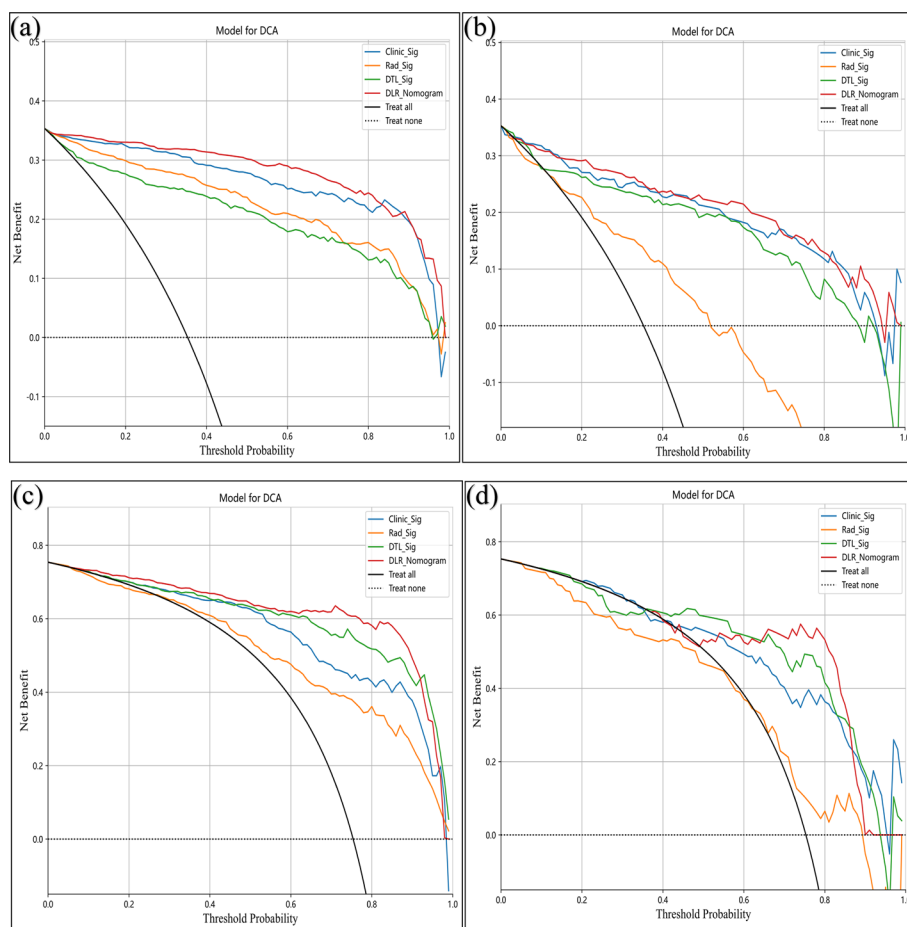 (a)
Model for DCA
Clinic_Sig
Rad_Sig
DTL_Sig
DLR_Nomogram
Treat all
Treat none
Net Benefit
0.5
0.4
0.3
0.2
0.1
0.0
-0.1
0.0 0.2 0.4 0.6 0.8 1.0
Threshold Probability
(b)
Model for DCA
Clinic_Sig
Rad_Sig
DTL_Sig
DLR_Nomogram
Treat all
Treat none
Net Benefit
0.5
0.4
0.3
0.2
0.1
0.0
-0.1
0.0 0.2 0.4 0.6 0.8 1.0
Threshold Probability
(c)
Model for DCA
Clinic_Sig
Rad_Sig
DTL_Sig
DLR_Nomogram
Treat all
Treat none
Net Benefit
0.8
0.6
0.4
0.2
0.0
0.0 0.2 0.4 0.6 0.8 1.0
Threshold Probability
(d)
Model for DCA
Clinic_Sig
Rad_Sig
DTL_Sig
DLR_Nomogram
Treat all
Treat none
Net Benefit
0.8
0.6
0.4
0.2
0.0
0.0 0.2 0.4 0.6 0.8 1.0
Threshold Probability